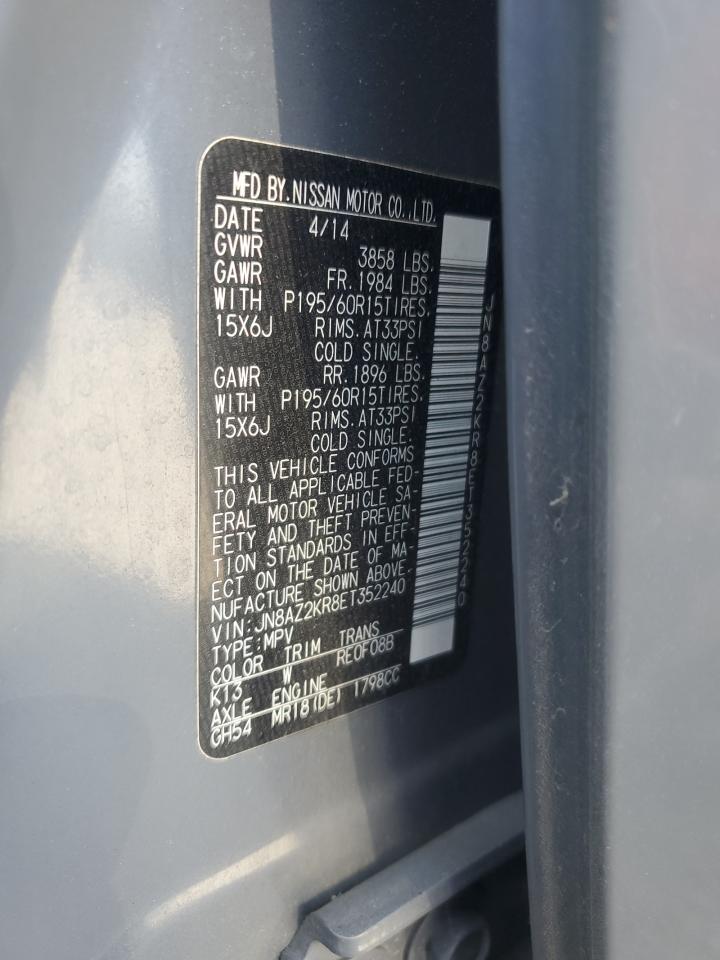 MFD BY.NISSAN MOTOR CO.,LTD.
DATE 4/14
GVWR 3858 LBS.
GAWR FR.1984 LBS.
WITH P195/60R15TIRES.
15X6J RIMS.AT33PSI
COLD SINGLE.
GAWR RR.1896 LBS.
WITH P195/60R15TIRES.
15X6J RIMS.AT33PSI
COLD SINGLE.
THIS VEHICLE CONFORMS
TO ALL APPLICABLE FED-
ERAL MOTOR VEHICLE SA-
FETY AND THEFT PREVEN-
TION STANDARDS IN EFF-
ECT ON THE DATE OF MA-
NUFACTURE SHOWN ABOVE.
VIN:JN8AZ2KR8ET352240
TYPE:MPV
COLOR TRIM TRANS
K13 W RE0F08B
AXLE ENGINE
GH54 MR18(DE) 1798CC
JN8AZ2KR8ET352240